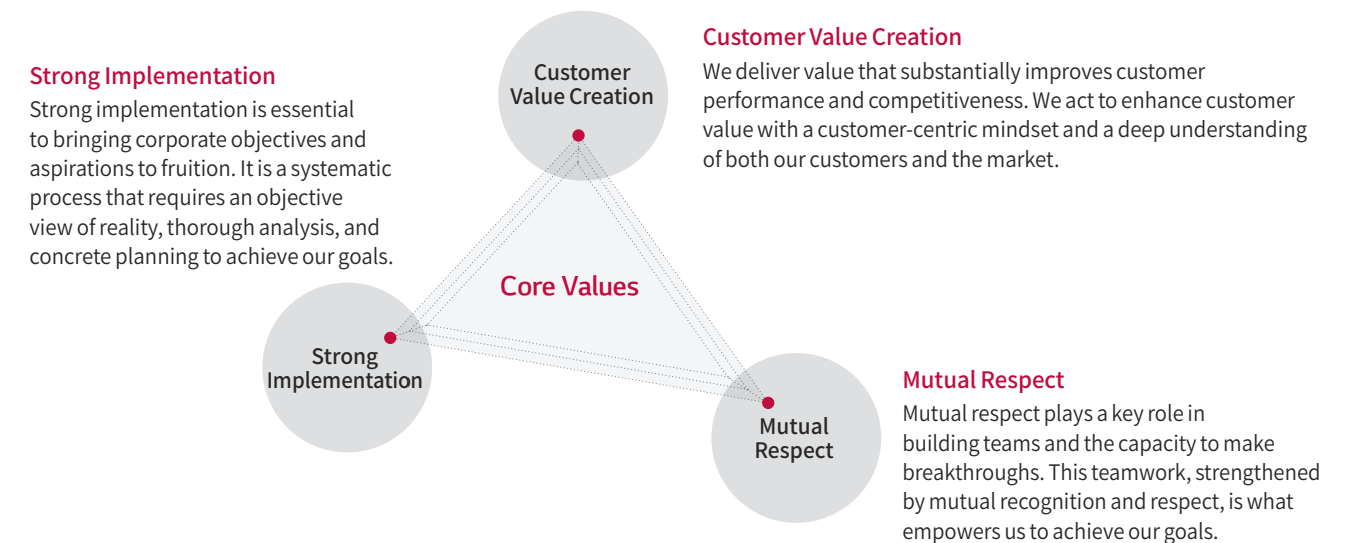 Strong Implementation
Strong implementation is essential
to bringing corporate objectives and
aspirations to fruition. It is a systematic
process that requires an objective
view of reality, thorough analysis, and
concrete planning to achieve our goals.
Customer
Value Creation
Customer Value Creation
We deliver value that substantially improves customer
performance and competitiveness. We act to enhance customer
value with a customer-centric mindset and a deep understanding
of both our customers and the market.
Core Values
Strong
Implementation
Mutual
Respect
Mutual Respect
Mutual respect plays a key role in
building teams and the capacity to make
breakthroughs. This teamwork, strengthened
by mutual recognition and respect, is what
empowers us to achieve our goals.